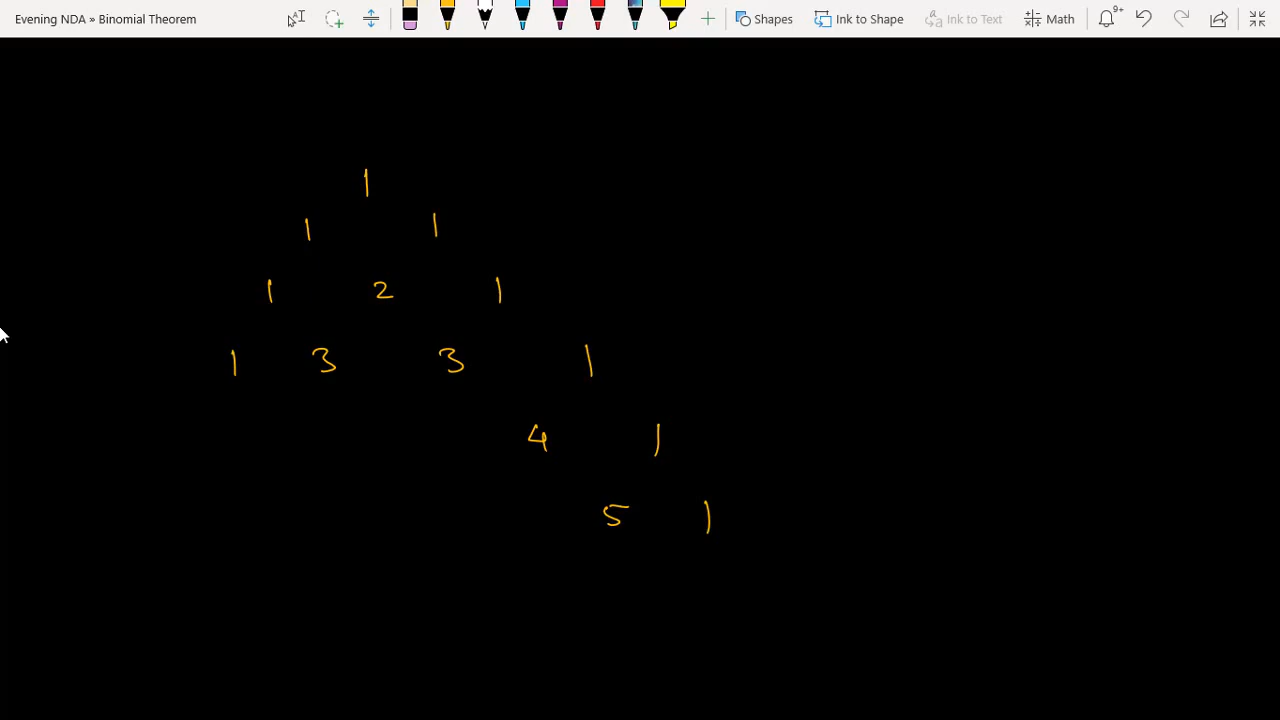 Evening NDA » Binomial Theorem Shapes Ink to Shape Ink to Text Math 9+
1
1 1
1 2 1
1 3 3 1
4 1
5 1